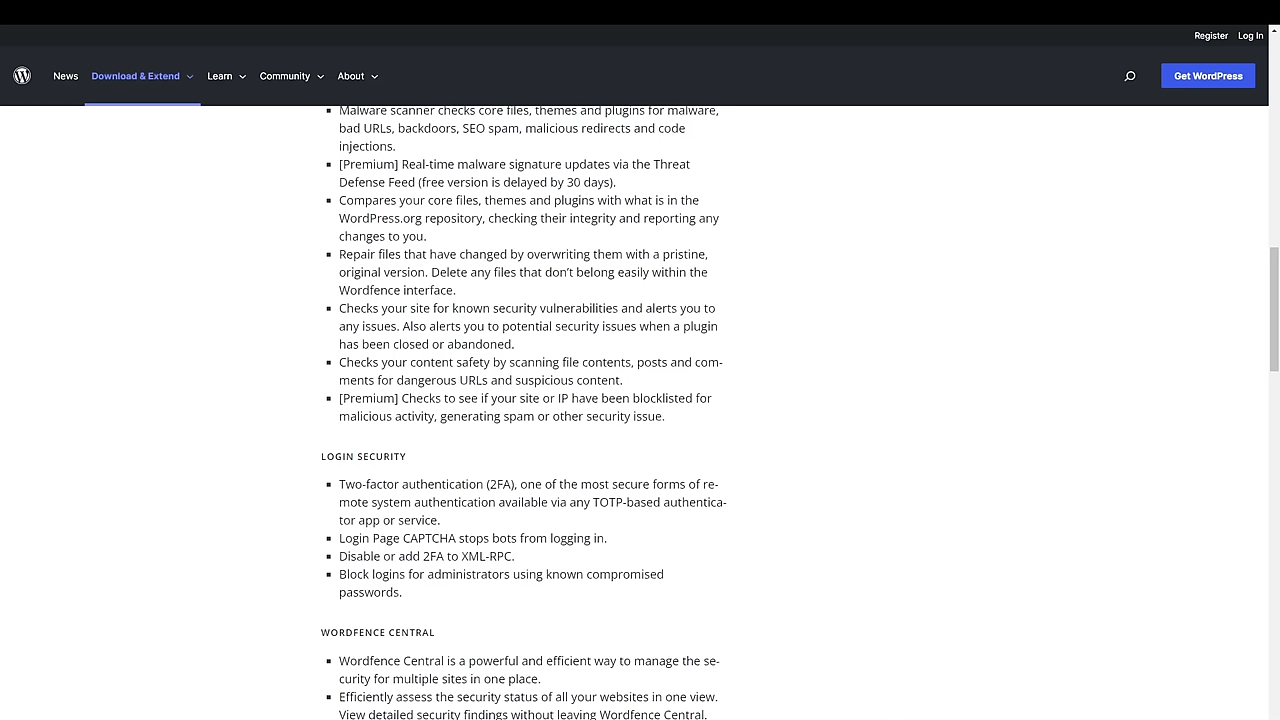 Register Log In
News Download & Extend Learn Community About Get WordPress
Malware scanner checks core files, themes and plugins for malware,
bad URLs, backdoors, SEO spam, malicious redirects and code
injections.
[Premium] Real-time malware signature updates via the Threat
Defense Feed (free version is delayed by 30 days).
Compares your core files, themes and plugins with what is in the
WordPress.org repository, checking their integrity and reporting any
changes to you.
Repair files that have changed by overwriting them with a pristine,
original version. Delete any files that don’t belong easily within the
Wordfence interface.
Checks your site for known security vulnerabilities and alerts you to
any issues. Also alerts you to potential security issues when a plugin
has been closed or abandoned.
Checks your content safety by scanning file contents, posts and com-
ments for dangerous URLs and suspicious content.
[Premium] Checks to see if your site or IP have been blocklisted for
malicious activity, generating spam or other security issue.
LOGIN SECURITY
Two-factor authentication (2FA), one of the most secure forms of re-
mote system authentication available via any TOTP-based authentica-
tor app or service.
Login Page CAPTCHA stops bots from logging in.
Disable or add 2FA to XML-RPC.
Block logins for administrators using known compromised
passwords.
WORDFENCE CENTRAL
Wordfence Central is a powerful and efficient way to manage the se-
curity for multiple sites in one place.
Efficiently assess the security status of all your websites in one view.
View detailed security findings without leaving Wordfence Central.